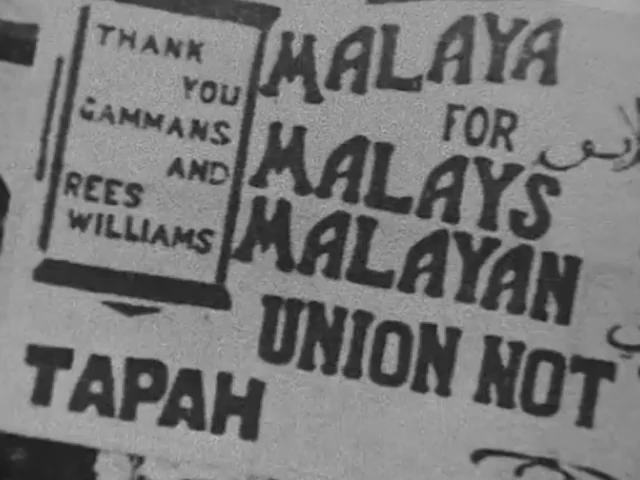 THANK
YOU
GAMMANS
AND
REES
WILLIAMS
TAPAH
MALAYA
FOR
MALAYS
MALAYAN
UNION NOT